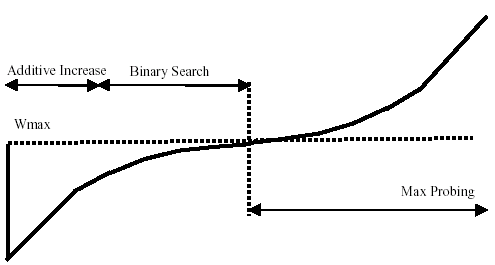 Additive Increase
Binary Search
Wmax
Max Probing